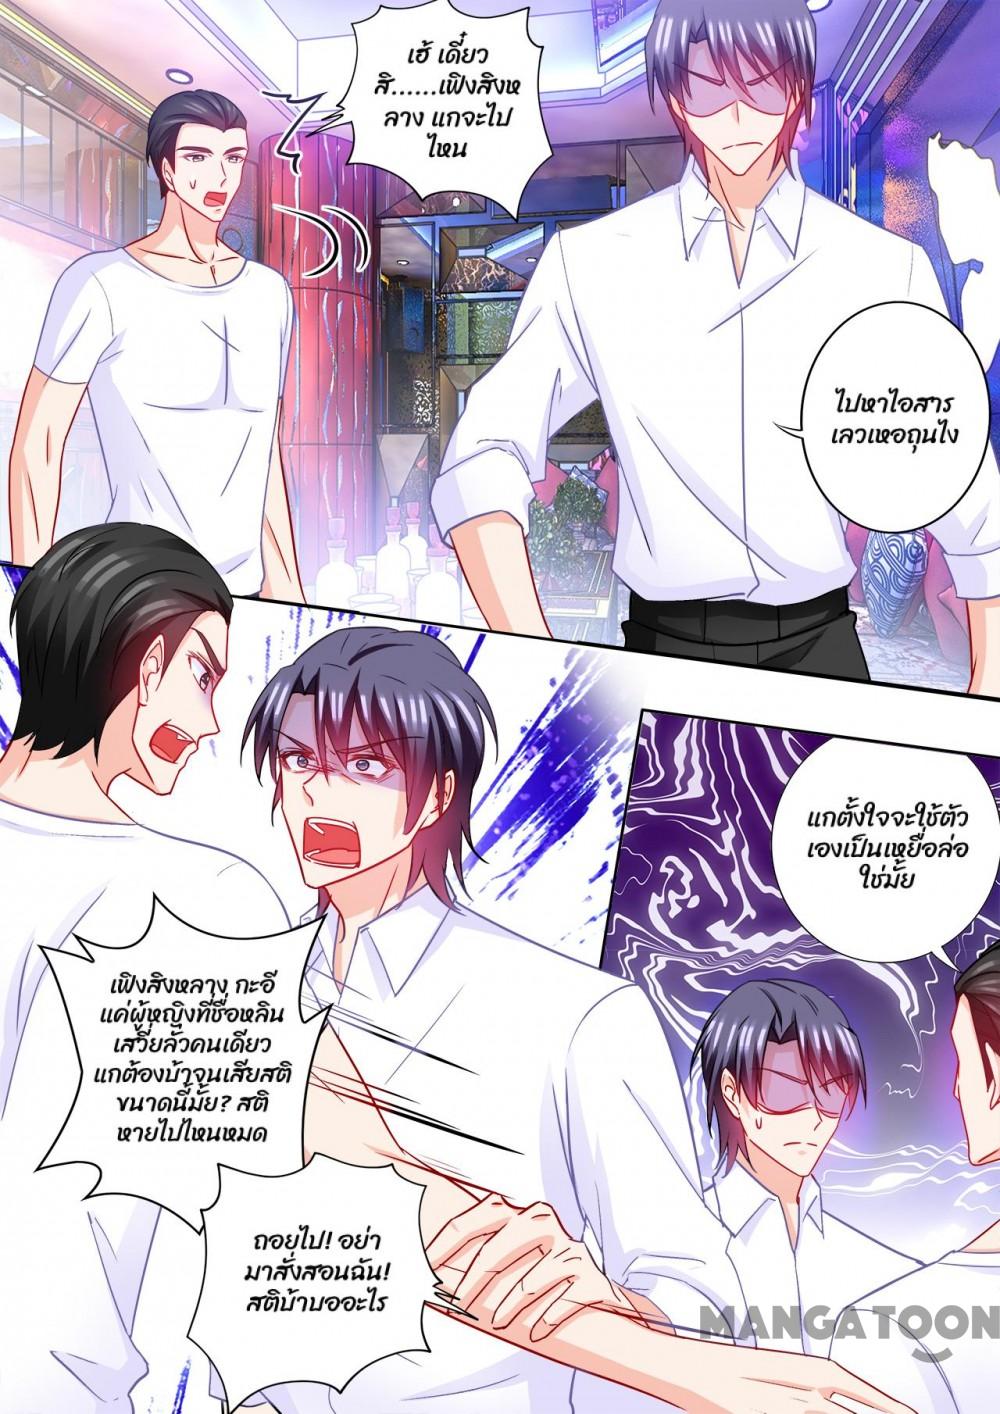 เฮ้ เดี๋ยว
สิ......เฟิงสิงห
ลาง แกจะไป
ไหน
ไปหาไอสาร
เลวเหอถุนไง
เฟิงสิงหลาง กะอี
แค่ผู้หญิงที่ชื่อหลิน
เสวี่ยลั่วคนเดียว
แกต้องบ้าจนเสียสติ
ขนาดนี้มั้ย? สติ
หายไปไหนหมด
แกตั้งใจจะใช้ตัว
เองเป็นเหยื่อล่อ
ใช่มั้ย
ถอยไป! อย่า
มาสั่งสอนฉัน!
สติบ้าบออะไร
MANGATOON